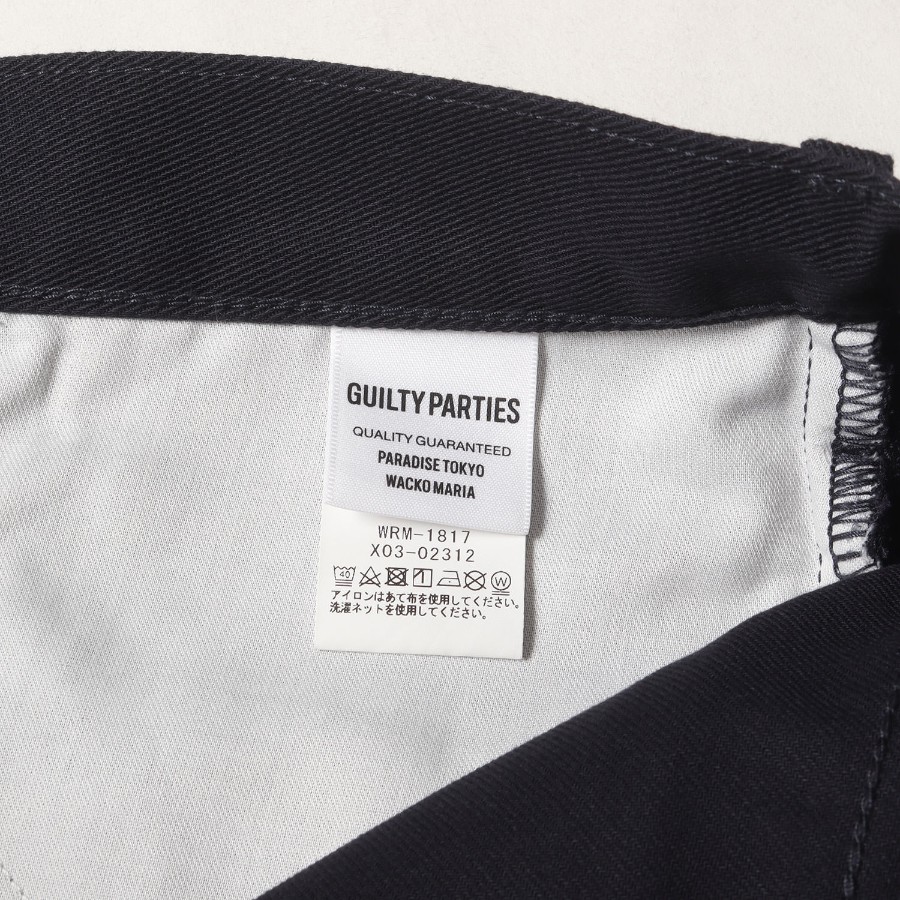 GUILTY PARTIES
QUALITY GUARANTEED
PARADISE TOKYO
WACKO MARIA
WRM-1817
X03-02312
40 W
アイロンはあて布を使用してください。
洗濯ネットを使用してください。